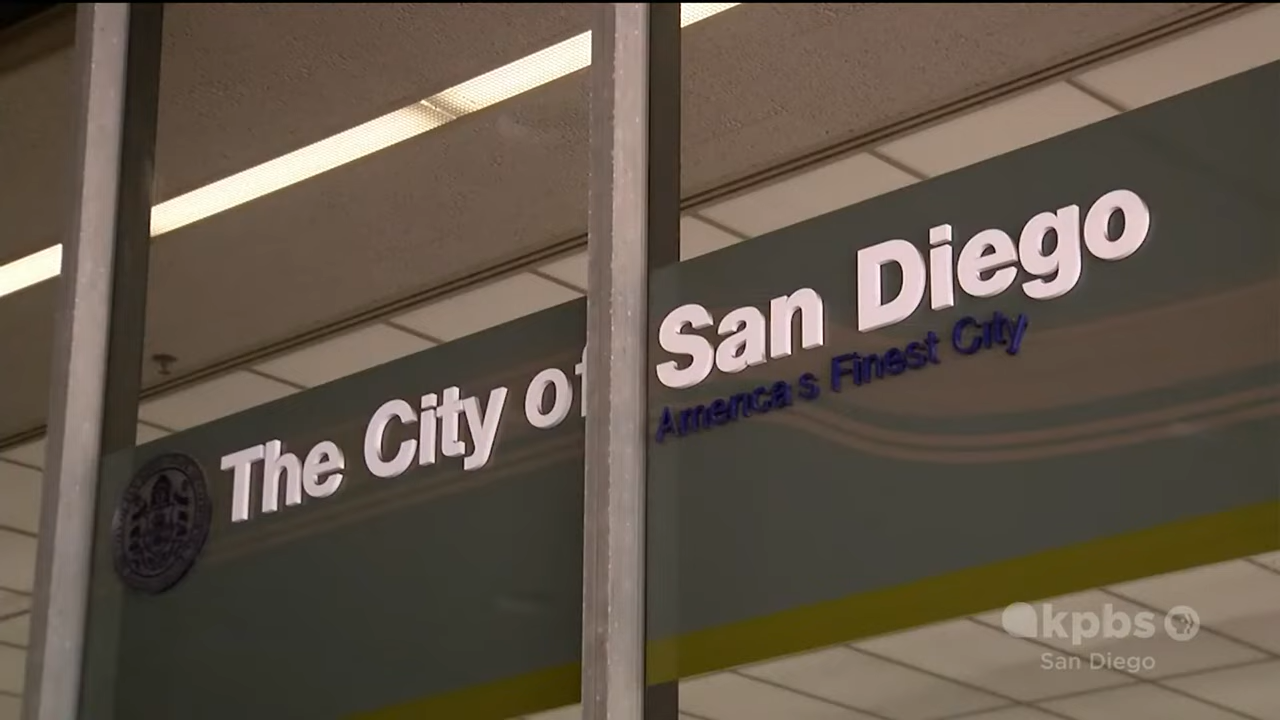 The City of San Diego
America's Finest City
kpbs
San Diego